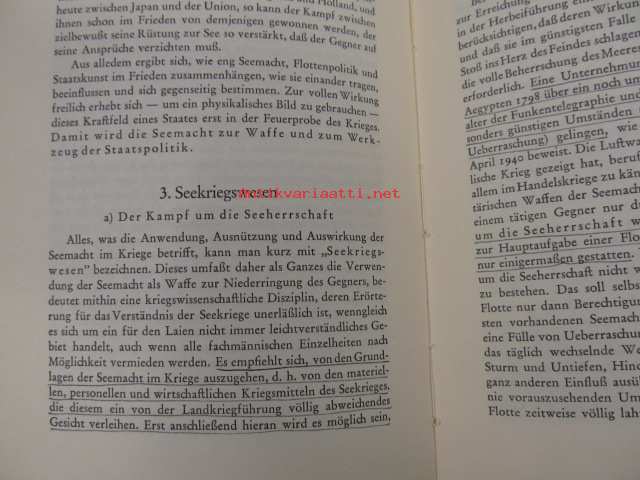 heute zwischen Japan und der Union, so kann der Kampf zwischen
ihnen schon im Frieden von demjenigen gewonnen werden, der
zielbewußt seine Rüstung zur See so verstärkt, daß der Gegner auf
seine Ansprüche verzichten muß.
Aus alledem ergibt sich, wie eng Seemacht, Flottenpolitik und
Staatskunst im Frieden zusammenhängen, wie sie einander tragen,
beeinflussen und sich gegenseitig bestimmen. Zur vollen Wirkung
freilich erhebt sich — um ein physikalisches Bild zu gebrauchen —
dieses Kraftfeld eines Staates erst in der Feuerprobe des Krieges.
Damit wird die Seemacht zur Waffe und zum Werk-
zeug der Staatspolitik.
3. Seekriegswesen
antikvariaatti.net
a) Der Kampf um die Seeherrschaft
Alles, was die Anwendung, Ausnützung und Auswirkung der
Seemacht im Kriege betrifft, kann man kurz mit „Seekriegs-
wesen" bezeichnen. Dieses umfaßt daher als Ganzes die Verwen-
dung der Seemacht als Waffe zur Niederringung des Gegners, be-
deutet mithin eine kriegswissenschaftliche Disziplin, deren Erörte-
rung für das Verständnis der Seekriege unerläßlich ist, wenngleich
es sich um ein für den Laien nicht immer leichtverständliches Ge-
biet handelt, auch wenn alle fachmännischen Einzelheiten nach
Möglichkeit vermieden werden. Es empfiehlt sich, von den Grund-
lagen der Seemacht im Kriege auszugehen, d. h. von den materiel-
len, personellen und wirtschaftlichen Kriegsmitteln des Seekrieges,
die diesem ein von der Landkriegführung völlig abweichendes
Gesicht verleihen. Erst anschließend hieran wird es möglich sein,
zur Erreichung
in der Herbeiführung ein
berücksichtigen, daß deren Wirkun
und daß sie im günstigsten Falle
Stoß ins Herz des Feindes schlagen
die volle Beherrschung des Meeres
erforderlich. Eine Unternehmun
Aegypten 1798 über ein noch un
alter der Funkentelegraphie und
sonders günstigen Umständen (
Ueberraschung) gelingen, wie
April 1940 beweist. Die Luftwa
lische Krieg gezeigt hat, beruf
allem im Handelskriege zu kän
tärischen Waffen der Seemach
einem tätigen Gegner nur du
um die Seeherrschaft w
zur Hauptaufgabe einer Flo
nur einigermaßen gestatten.
um die Seeherrschaft nicht v
zu bestehen. Das soll selbs
Flotte nur dann Berechtigun
sten vorhandenen Seemach
eine Fülle von Ueberraschun
das täglich wechselnde We
Sturm und Untiefen, Hind
ganz anderen Einfluß ausü
nie vorauszusehenden Um
Flotte zeitweise völlig lah